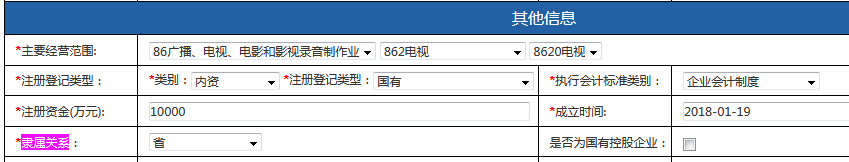 其他信息
*主要经营范围: 86广播、电视、电影和影视录音制作业 862电视 8620电视
*注册登记类型： *类别：内资 *注册登记类型：国有 *执行会计标准类别： 企业会计制度
*注册资金(万元): 10000 *成立时间: 2018-01-19
*隶属关系： 省 是否为国有控股企业：